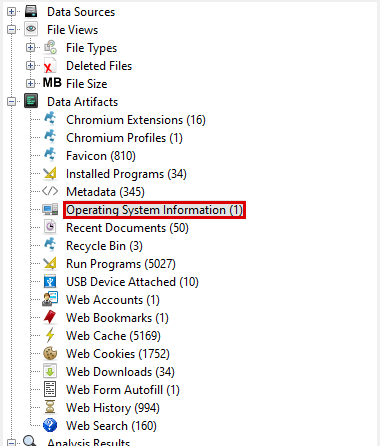 Data Sources
File Views
File Types
Deleted Files
MB File Size
Data Artifacts
Chromium Extensions (16)
Chromium Profiles (1)
Favicon (810)
Installed Programs (34)
Metadata (345)
Operating System Information (1)
Recent Documents (50)
Recycle Bin (3)
Run Programs (5027)
USB Device Attached (10)
Web Accounts (1)
Web Bookmarks (1)
Web Cache (5169)
Web Cookies (1752)
Web Downloads (34)
Web Form Autofill (1)
Web History (994)
Web Search (160)
Analysis Results